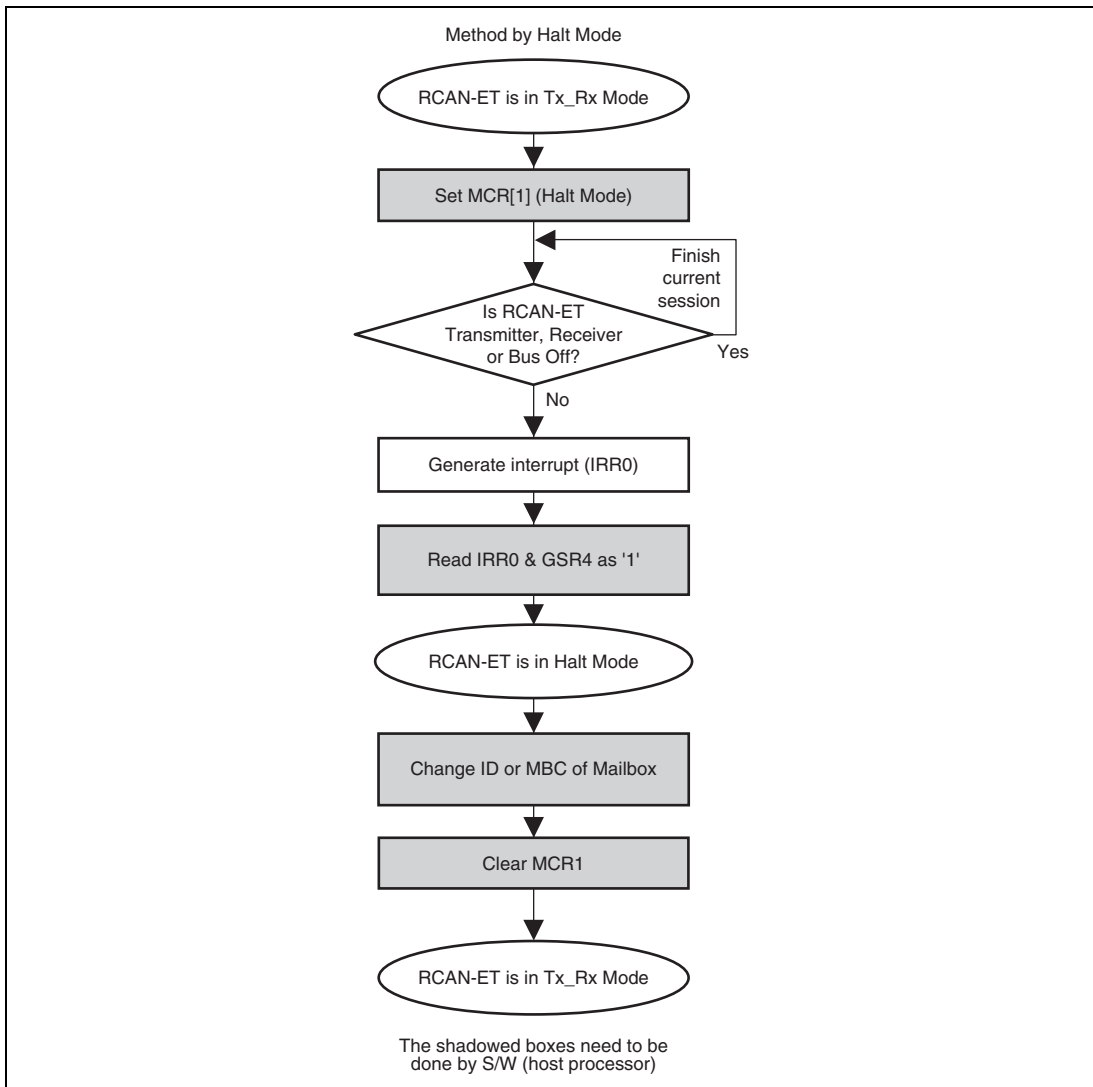 Method by Halt Mode
RCAN-ET is in Tx_Rx Mode
Set MCR[1] (Halt Mode)
Finish
current
session
Is RCAN-ET
Transmitter, Receiver
or Bus Off?
Yes
No
Generate interrupt (IRR0)
Read IRR0 & GSR4 as '1'
RCAN-ET is in Halt Mode
Change ID or MBC of Mailbox
Clear MCR1
RCAN-ET is in Tx_Rx Mode
The shadowed boxes need to be
done by S/W (host processor)